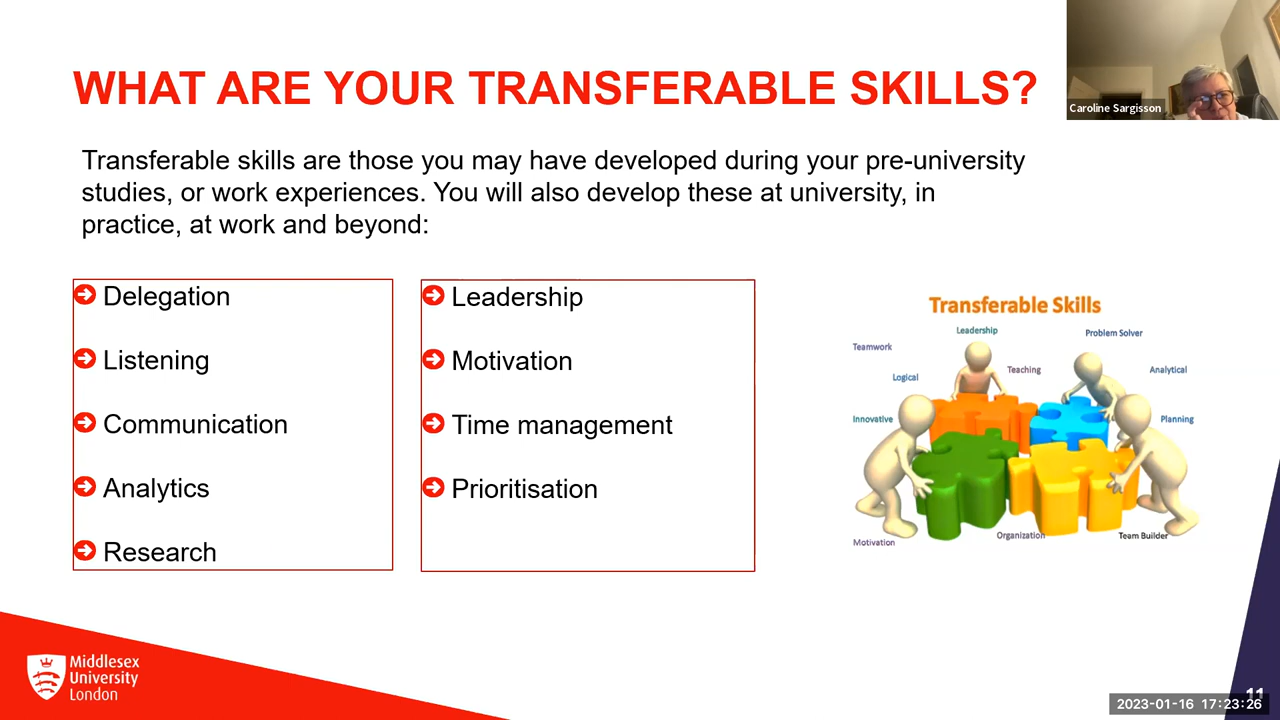 WHAT ARE YOUR TRANSFERABLE SKILLS?
Caroline Sargisson
Transferable skills are those you may have developed during your pre-university
studies, or work experiences. You will also develop these at university, in
practice, at work and beyond:
Delegation
Listening
Communication
Analytics
Research
Leadership
Motivation
Time management
Prioritisation
Transferable Skills
Leadership
Problem Solver
Teamwork
Teaching
Analytical
Logical
Innovative
Planning
Organization
Team Builder
Motivation
Middlesex
University
London
11
2023-01-16 17:23:26